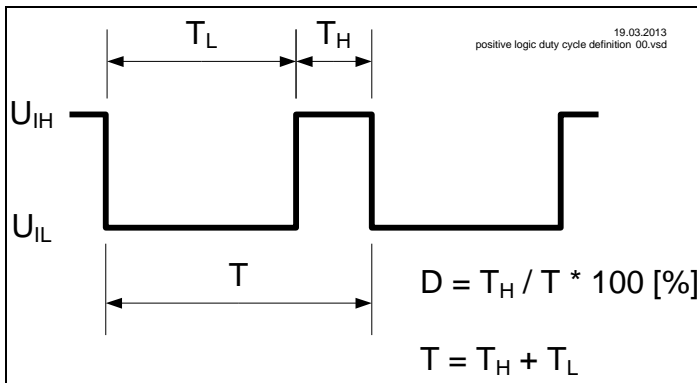 19.03.2013
positive logic duty cycle definition 00.vsd
T_L
T_H
U_IH
U_IL
T
D = T_H / T * 100 [%]
T = T_H + T_L